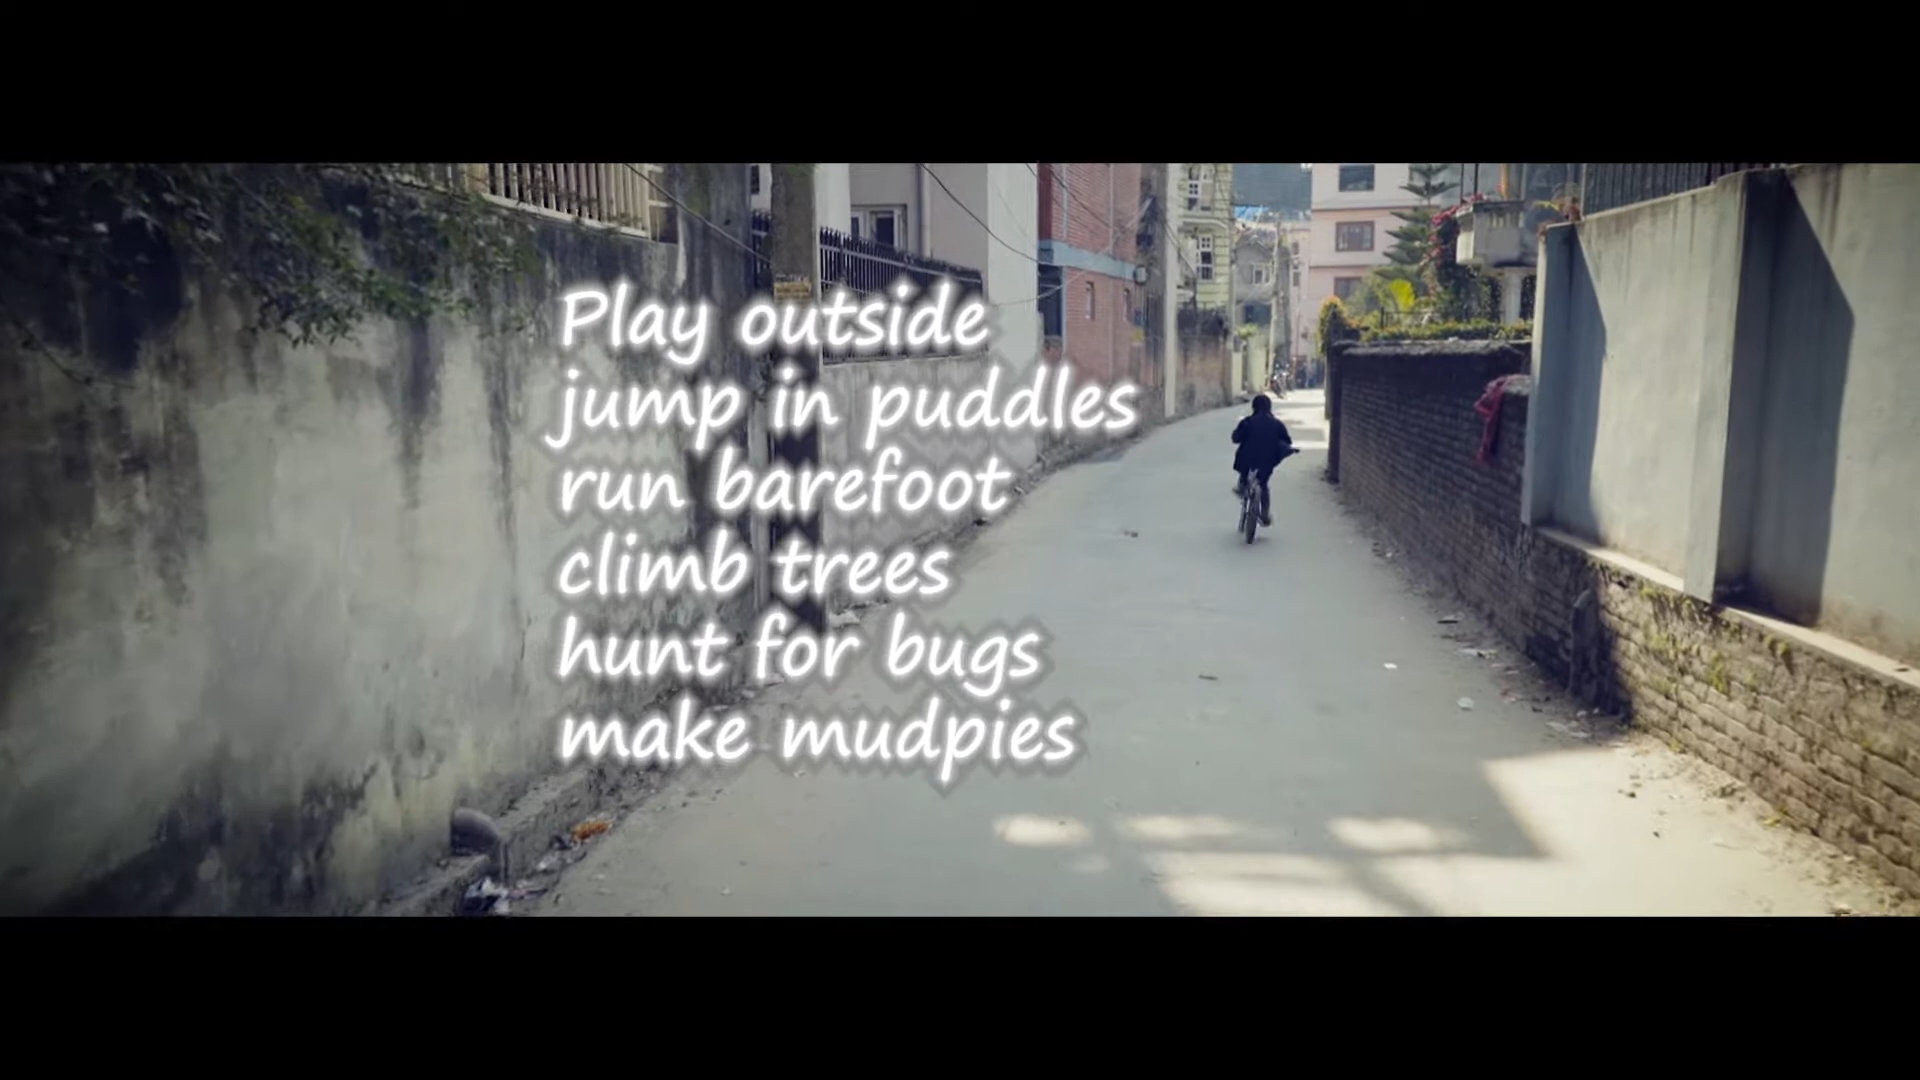 Play outside
jump in puddles
run barefoot
climb trees
hunt for bugs
make mudpies